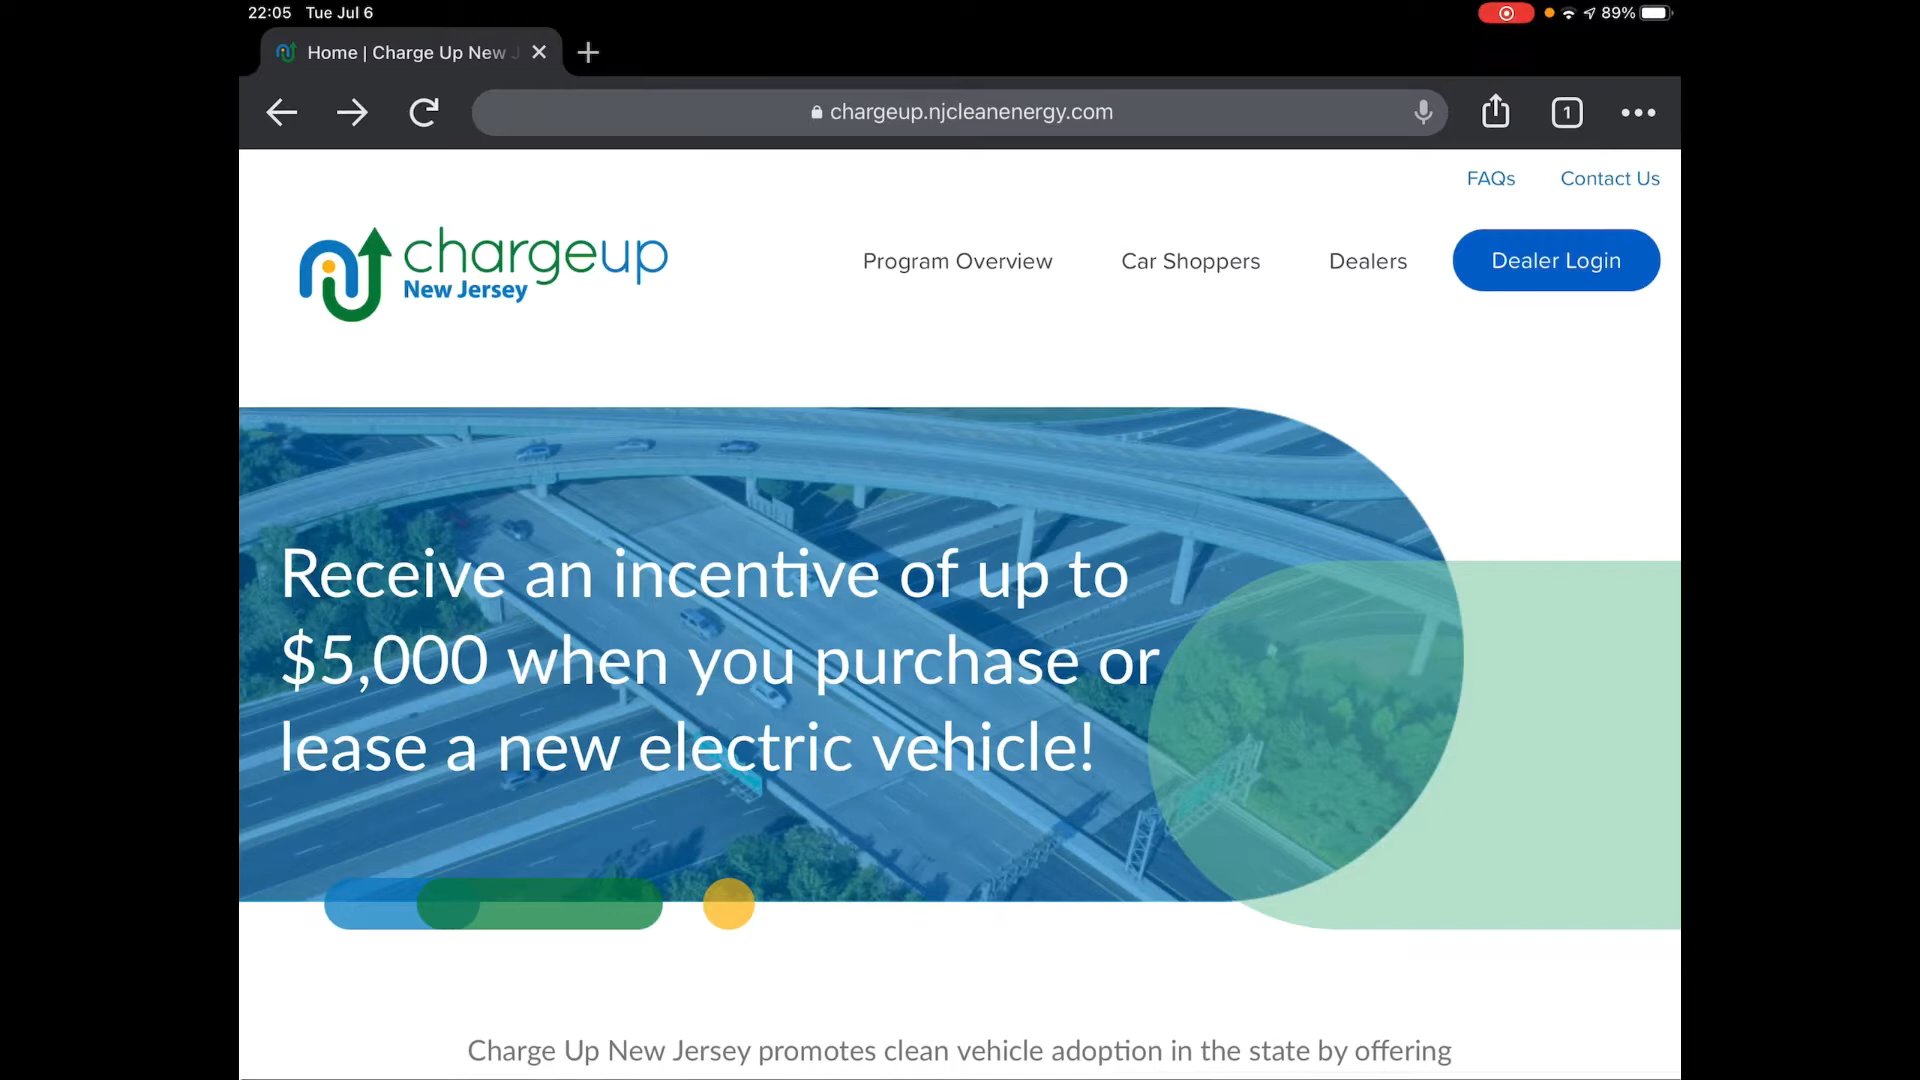 22:05 Tue Jul 6
89%
Home | Charge Up New J
chargeup.njcleanenergy.com
1
FAQs Contact Us
chargeup
New Jersey
Program Overview Car Shoppers Dealers Dealer Login
Receive an incentive of up to
$5,000 when you purchase or
lease a new electric vehicle!
Charge Up New Jersey promotes clean vehicle adoption in the state by offering